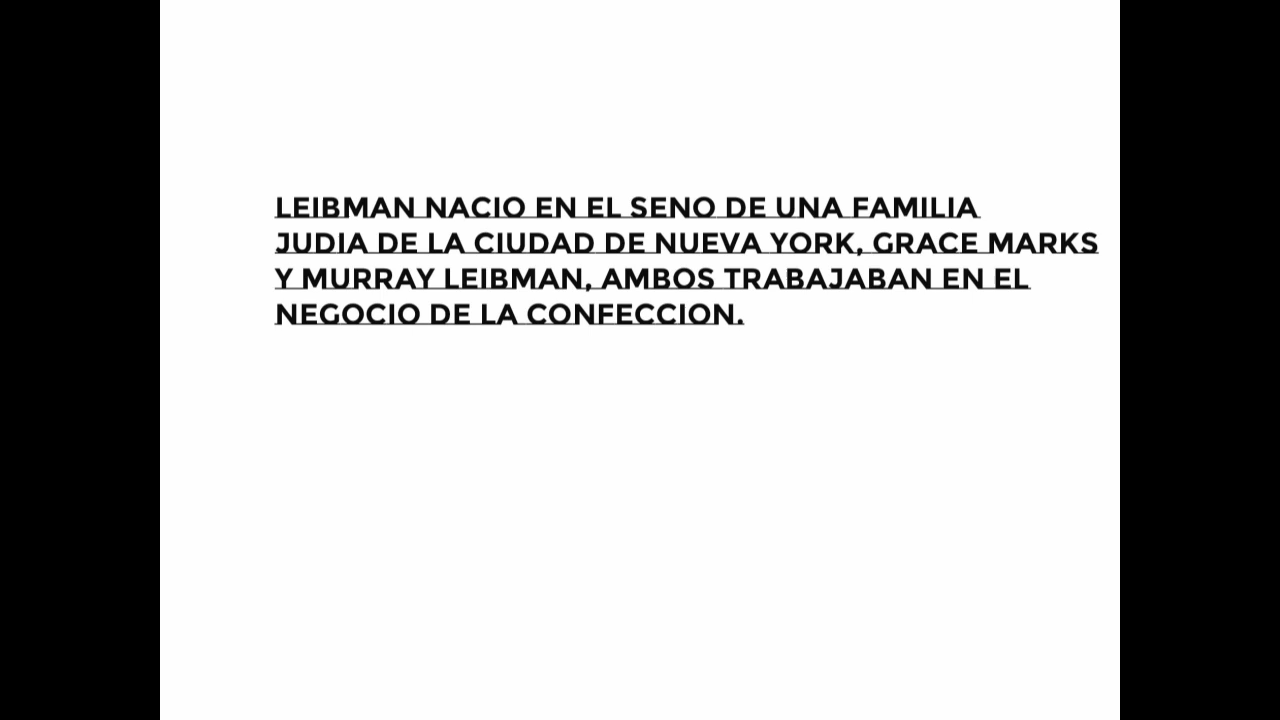 LEIBMAN NACIO EN EL SENO DE UNA FAMILIA
JUDIA DE LA CIUDAD DE NUEVA YORK, GRACE MARKS
Y MURRAY LEIBMAN, AMBOS TRABAJABAN EN EL
NEGOCIO DE LA CONFECCION.